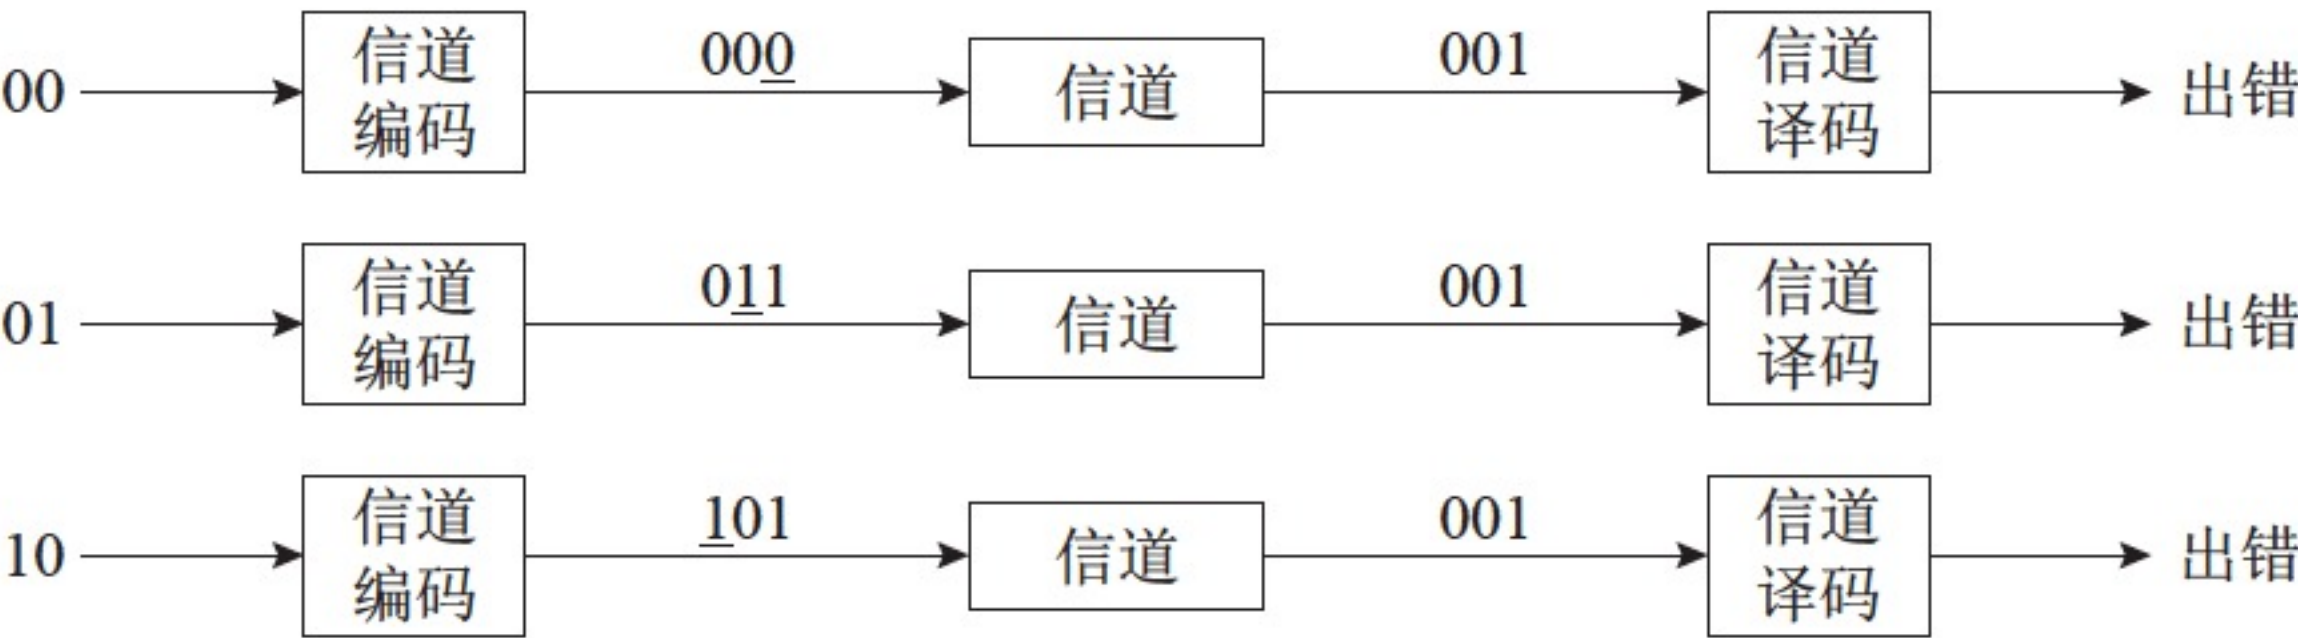 00 信道编码 000 信道 001 信道译码 出错
01 信道编码 011 信道 001 信道译码 出错
10 信道编码 101 信道 001 信道译码 出错